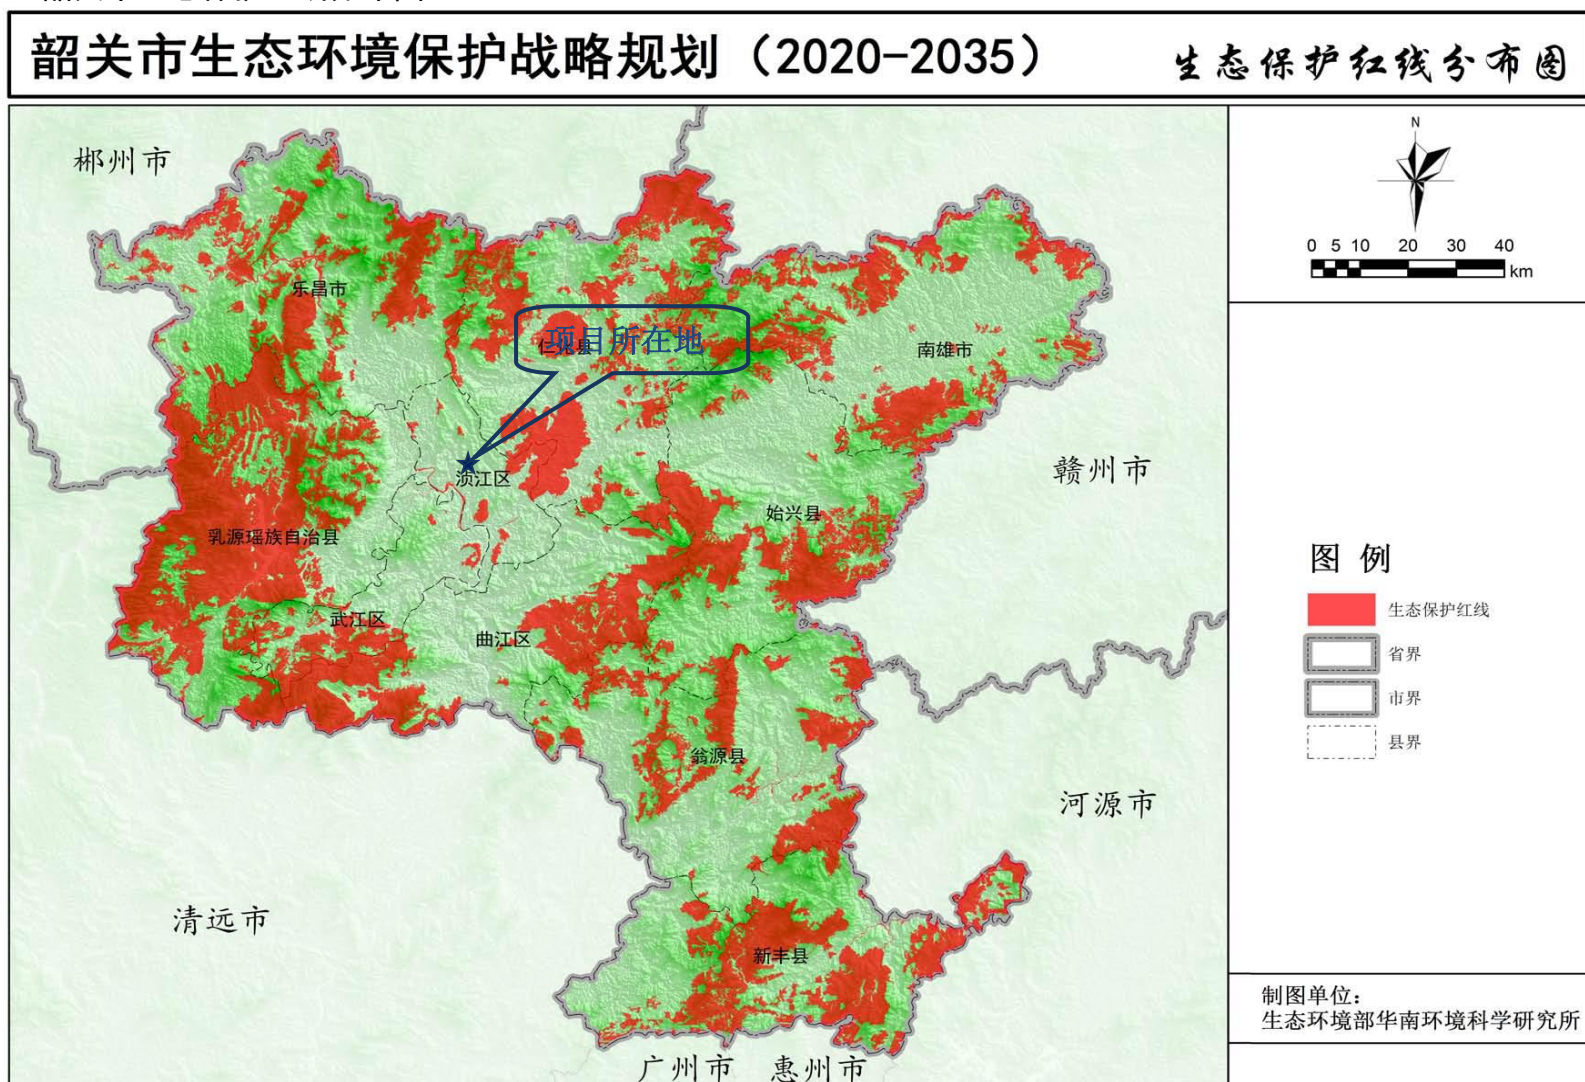 韶关市生态环境保护战略规划（2020-2035） 生态保护红线分布图
郴州市
N
0 5 10 20 30 40
km
乐昌市
项目所在地
仁化县
南雄市
赣州市
浈江区
始兴县
乳源瑶族自治县
图 例
生态保护红线
武江区
曲江区
省界
市界
县界
翁源县
河源市
清远市
新丰县
制图单位：
生态环境部华南环境科学研究所
广州市 惠州市